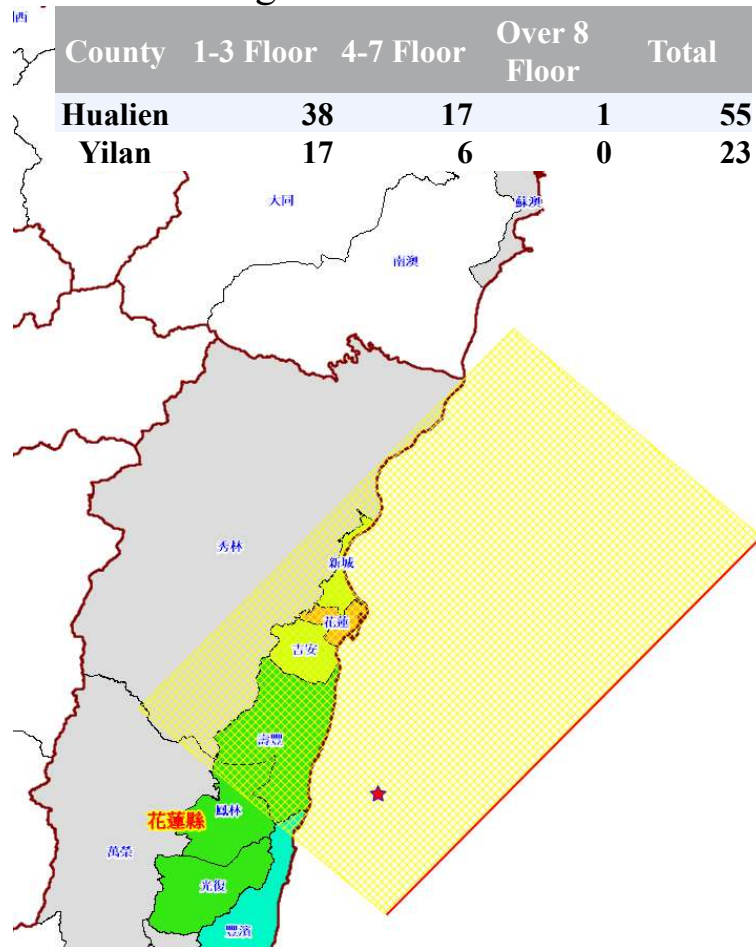 西
County 1-3 Floor 4-7 Floor Over 8 Floor Total
Hualien 38 17 1 55
Yilan 17 6 0 23
大同
蘇澳
南澳
秀林
新城
花蓮
吉安
壽豐
鳳林
花蓮縣
萬榮
光復
豐濱